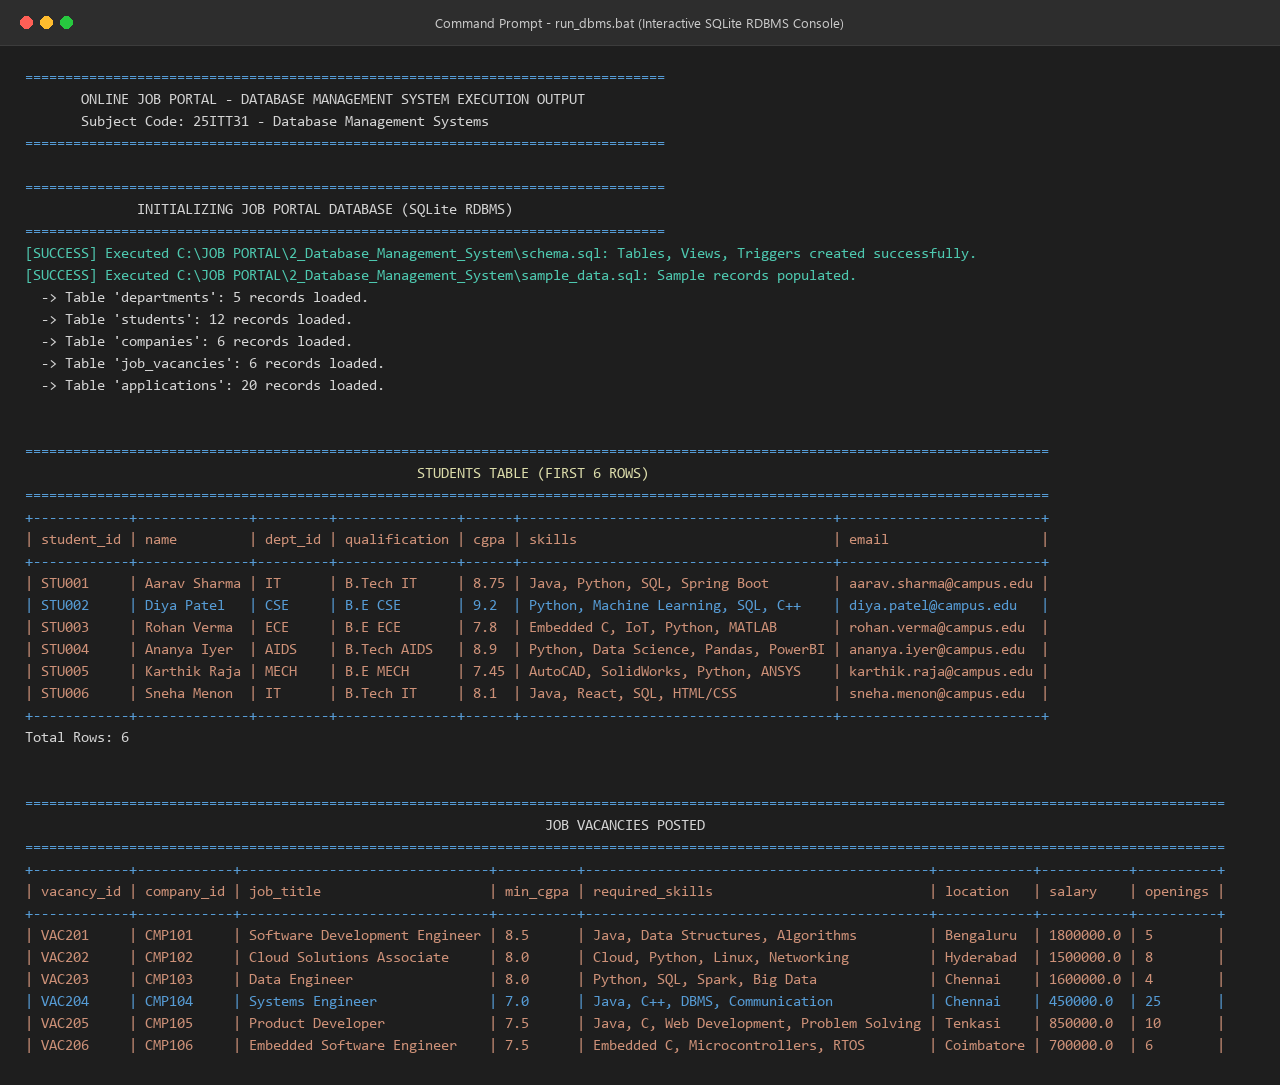 Command Prompt - run_dbms.bat (Interactive SQLite RDBMS Console)
================================================================================
       ONLINE JOB PORTAL - DATABASE MANAGEMENT SYSTEM EXECUTION OUTPUT
       Subject Code: 25ITT31 - Database Management Systems
================================================================================
================================================================================
              INITIALIZING JOB PORTAL DATABASE (SQLite RDBMS)
================================================================================
[SUCCESS] Executed C:\JOB PORTAL\2_Database_Management_System\schema.sql: Tables, Views, Triggers created successfully.
[SUCCESS] Executed C:\JOB PORTAL\2_Database_Management_System\sample_data.sql: Sample records populated.
  -> Table 'departments': 5 records loaded.
  -> Table 'students': 12 records loaded.
  -> Table 'companies': 6 records loaded.
  -> Table 'job_vacancies': 6 records loaded.
  -> Table 'applications': 20 records loaded.
================================================================================================================================
                                                 STUDENTS TABLE (FIRST 6 ROWS)
================================================================================================================================
+------------+--------------+---------+---------------+------+---------------------------------------+-------------------------+
| student_id | name         | dept_id | qualification | cgpa | skills                                | email                   |
+------------+--------------+---------+---------------+------+---------------------------------------+-------------------------+
| STU001     | Aarav Sharma | IT      | B.Tech IT     | 8.75 | Java, Python, SQL, Spring Boot        | aarav.sharma@campus.edu |
| STU002     | Diya Patel   | CSE     | B.E CSE       | 9.2  | Python, Machine Learning, SQL, C++    | diya.patel@campus.edu   |
| STU003     | Rohan Verma  | ECE     | B.E ECE       | 7.8  | Embedded C, IoT, Python, MATLAB       | rohan.verma@campus.edu  |
| STU004     | Ananya Iyer  | AIDS    | B.Tech AIDS   | 8.9  | Python, Data Science, Pandas, PowerBI | ananya.iyer@campus.edu  |
| STU005     | Karthik Raja | MECH    | B.E MECH      | 7.45 | AutoCAD, SolidWorks, Python, ANSYS    | karthik.raja@campus.edu |
| STU006     | Sneha Menon  | IT      | B.Tech IT     | 8.1  | Java, React, SQL, HTML/CSS            | sneha.menon@campus.edu  |
+------------+--------------+---------+---------------+------+---------------------------------------+-------------------------+
Total Rows: 6
======================================================================================================================================================
                                                                 JOB VACANCIES POSTED
======================================================================================================================================================
+------------+------------+-------------------------------+----------+-------------------------------------------+------------+-----------+----------+
| vacancy_id | company_id | job_title                     | min_cgpa | required_skills                           | location   | salary    | openings |
+------------+------------+-------------------------------+----------+-------------------------------------------+------------+-----------+----------+
| VAC201     | CMP101     | Software Development Engineer | 8.5      | Java, Data Structures, Algorithms         | Bengaluru  | 1800000.0 | 5        |
| VAC202     | CMP102     | Cloud Solutions Associate     | 8.0      | Cloud, Python, Linux, Networking          | Hyderabad  | 1500000.0 | 8        |
| VAC203     | CMP103     | Data Engineer                 | 8.0      | Python, SQL, Spark, Big Data              | Chennai    | 1600000.0 | 4        |
| VAC204     | CMP104     | Systems Engineer              | 7.0      | Java, C++, DBMS, Communication            | Chennai    | 450000.0  | 25       |
| VAC205     | CMP105     | Product Developer             | 7.5      | Java, C, Web Development, Problem Solving | Tenkasi    | 850000.0  | 10       |
| VAC206     | CMP106     | Embedded Software Engineer    | 7.5      | Embedded C, Microcontrollers, RTOS        | Coimbatore | 700000.0  | 6        |